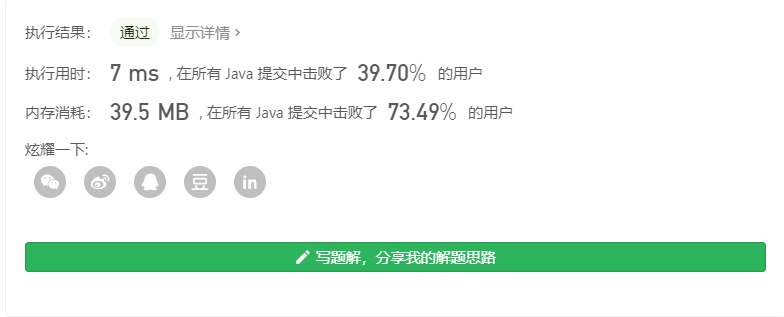 执行结果： 通过 显示详情 >
执行用时： 7 ms , 在所有 Java 提交中击败了 39.70% 的用户
内存消耗： 39.5 MB , 在所有 Java 提交中击败了 73.49% 的用户
炫耀一下:
豆 in
写题解，分享我的解题思路